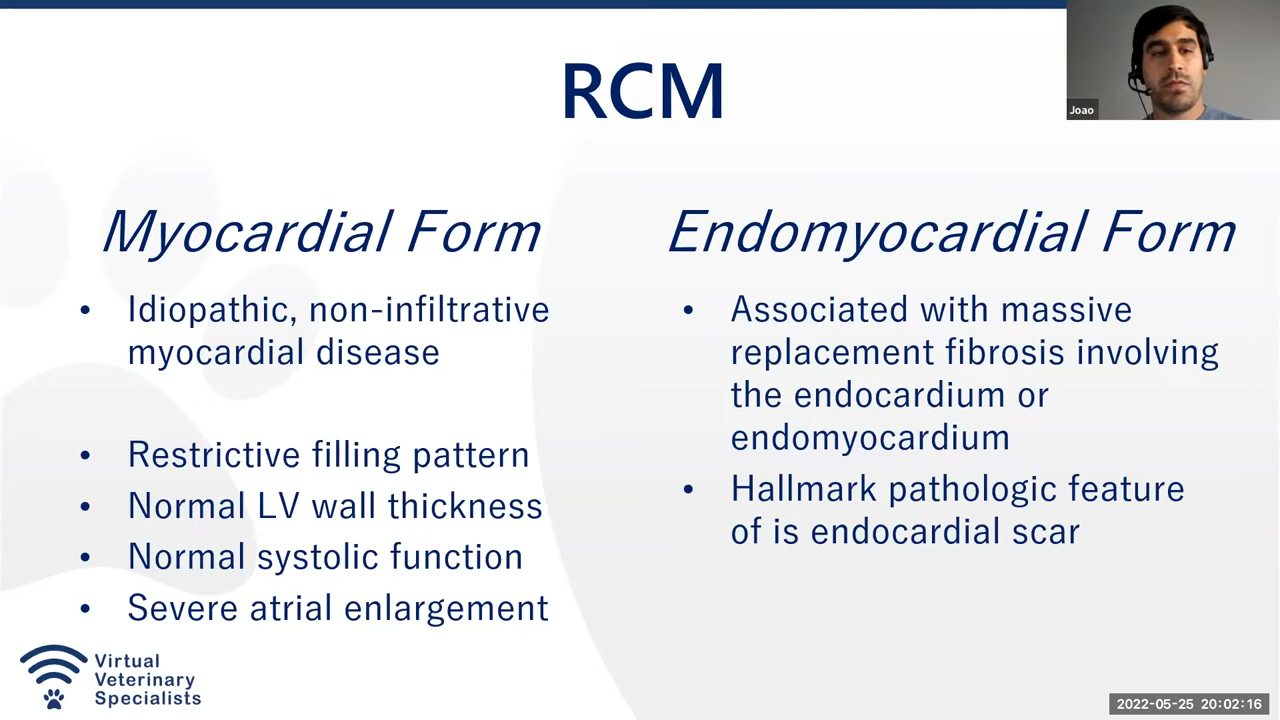 RCM
Joao
Myocardial Form
• Idiopathic, non-infiltrative
myocardial disease
• Restrictive filling pattern
• Normal LV wall thickness
• Normal systolic function
• Severe atrial enlargement
Endomyocardial Form
• Associated with massive
replacement fibrosis involving
the endocardium or
endomyocardium
• Hallmark pathologic feature
of is endocardial scar
Virtual
Veterinary
Specialists
2022-05-25 20:02:16